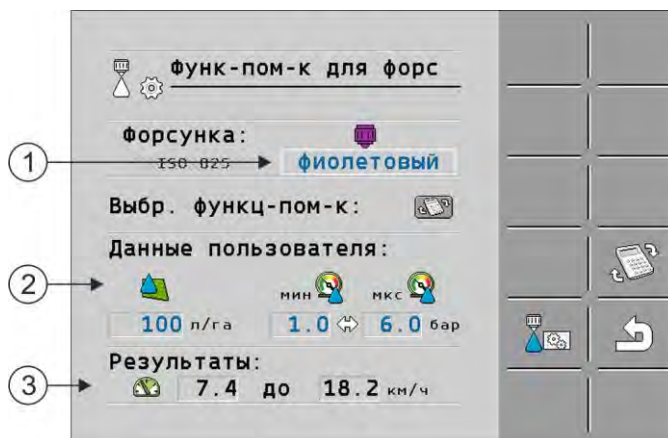 Функ-пом-к для форс
Форсунка:
1
ISO 025
фиолетовый
Выбр. функц-пом-к:
Данные пользователя:
2
мин
мкс
100 л/га
1.0
6.0 бар
Результаты:
3
7.4 до 18.2 км/ч